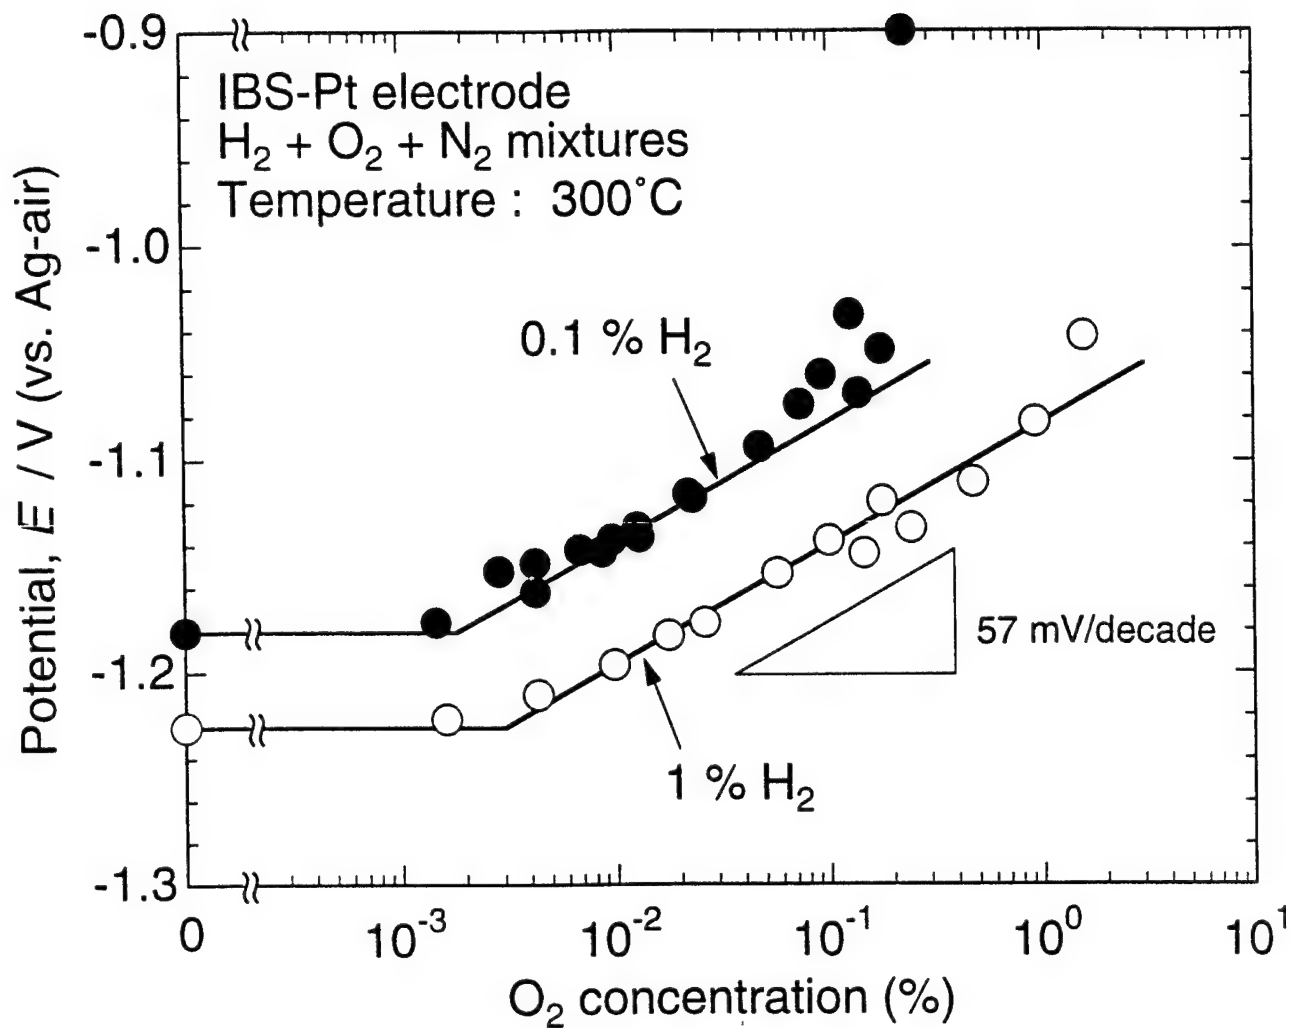 -0.9
IBS-Pt electrode
H₂ + O₂ + N₂ mixtures
Temperature : 300°C
-1.0
0.1 % H₂
-1.1
57 mV/decade
-1.2
1 % H₂
-1.3
0 10⁻³ 10⁻² 10⁻¹ 10⁰ 10¹
O₂ concentration (%)
Potential, E / V (vs. Ag-air)